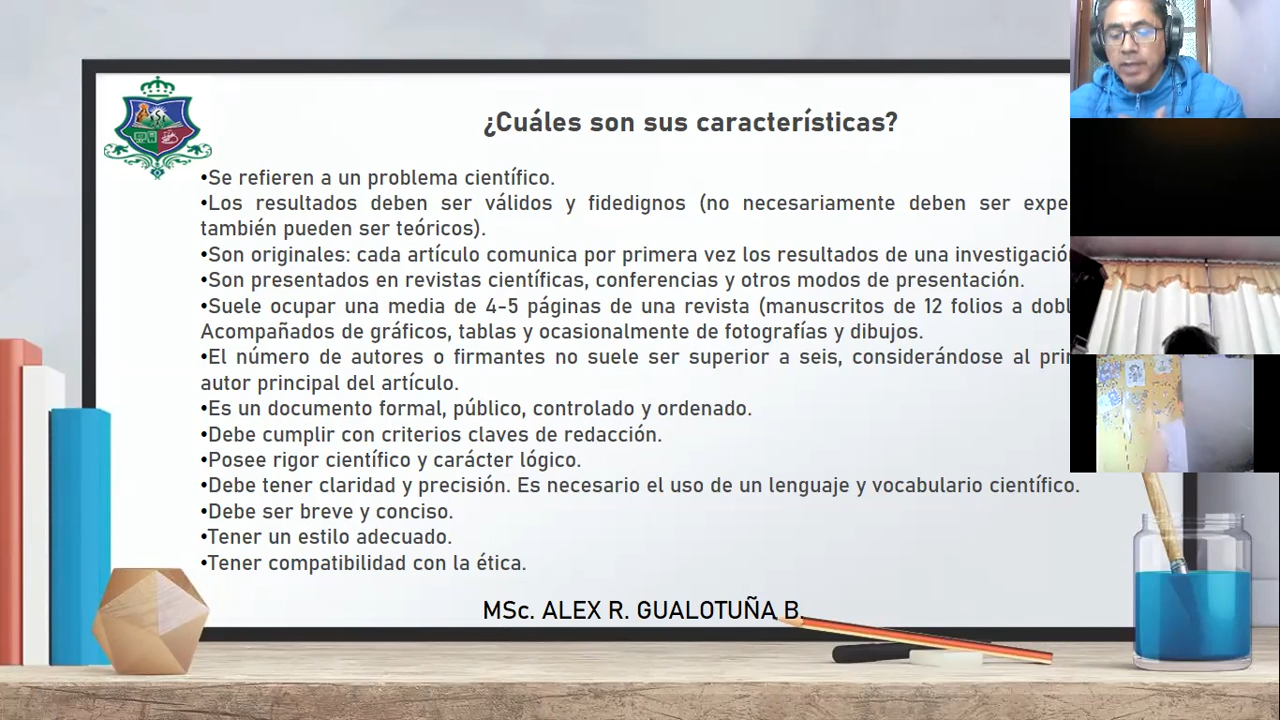 ¿Cuáles son sus características?
•Se refieren a un problema científico.
•Los resultados deben ser válidos y fidedignos (no necesariamente deben ser
también pueden ser teóricos).
•Son originales: cada artículo comunica por primera vez los resultados de una
•Son presentados en revistas científicas, conferencias y otros modos de presentación.
•Suele ocupar una media de 4-5 páginas de una revista (manuscritos de 12 folios a
Acompañados de gráficos, tablas y ocasionalmente de fotografías y dibujos.
•El número de autores o firmantes no suele ser superior a seis, considerándose al
autor principal del artículo.
•Es un documento formal, público, controlado y ordenado.
•Debe cumplir con criterios claves de redacción.
•Posee rigor científico y carácter lógico.
•Debe tener claridad y precisión. Es necesario el uso de un lenguaje y vocabulario científico.
•Debe ser breve y conciso.
•Tener un estilo adecuado.
•Tener compatibilidad con la ética.
MSc. ALEX R. GUALOTUÑA B.